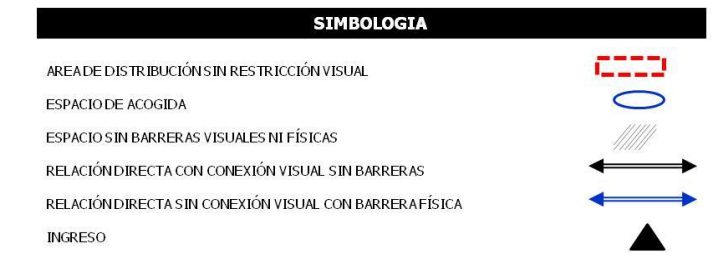 SIMBOLOGIA
AREA DE DISTRIBUCIÓN SIN RESTRICCIÓN VISUAL
ESPACIO DE ACOGIDA
ESPACIO SIN BARRERAS VISUALES NI FÍSICAS
RELACIÓN DIRECTA CON CONEXIÓN VISUAL SIN BARRERAS
RELACIÓN DIRECTA SIN CONEXIÓN VISUAL CON BARRERA FÍSICA
INGRESO